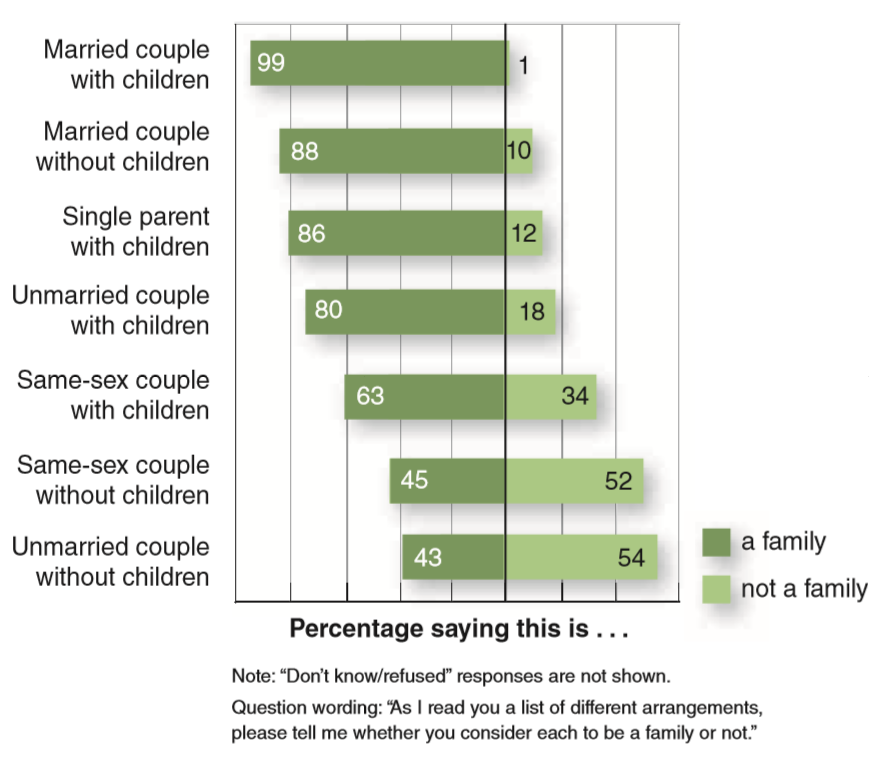 Married couple
with children
99
1
Married couple
without children
88
10
Single parent
with children
86
12
Unmarried couple
with children
80
18
Same-sex couple
with children
63
34
Same-sex couple
without children
45
52
Unmarried couple
without children
43
54
a family
not a family
Percentage saying this is . . .
Note: “Don’t know/refused” responses are not shown.
Question wording: “As I read you a list of different arrangements,
please tell me whether you consider each to be a family or not.”